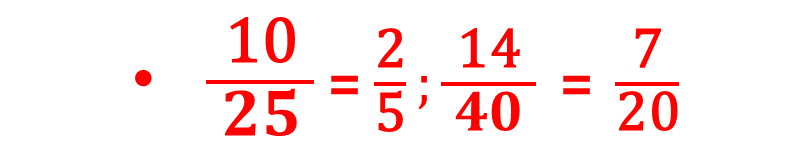 • 10/25 = 2/5 ; 14/40 = 7/20